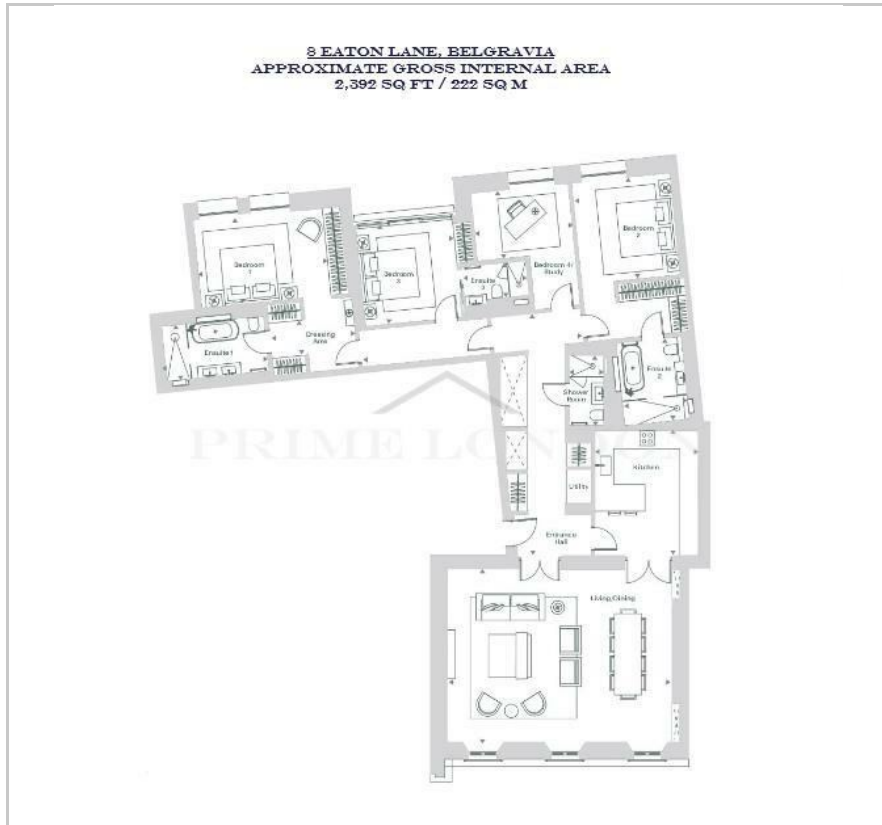 8 EATON LANE, BELGRAVIA
APPROXIMATE GROSS INTERNAL AREA
2,392 SQ FT / 222 SQ M
Bedroom
1
Bedroom
3
Ensuite
3
Bedroom 4/
Study
Bedroom
2
Ensuite 1
Dressing
Area
Shower
Room
Ensuite
2
PRIME LONDON
Kitchen
Utility
Entrance
Hall
Living/Dining